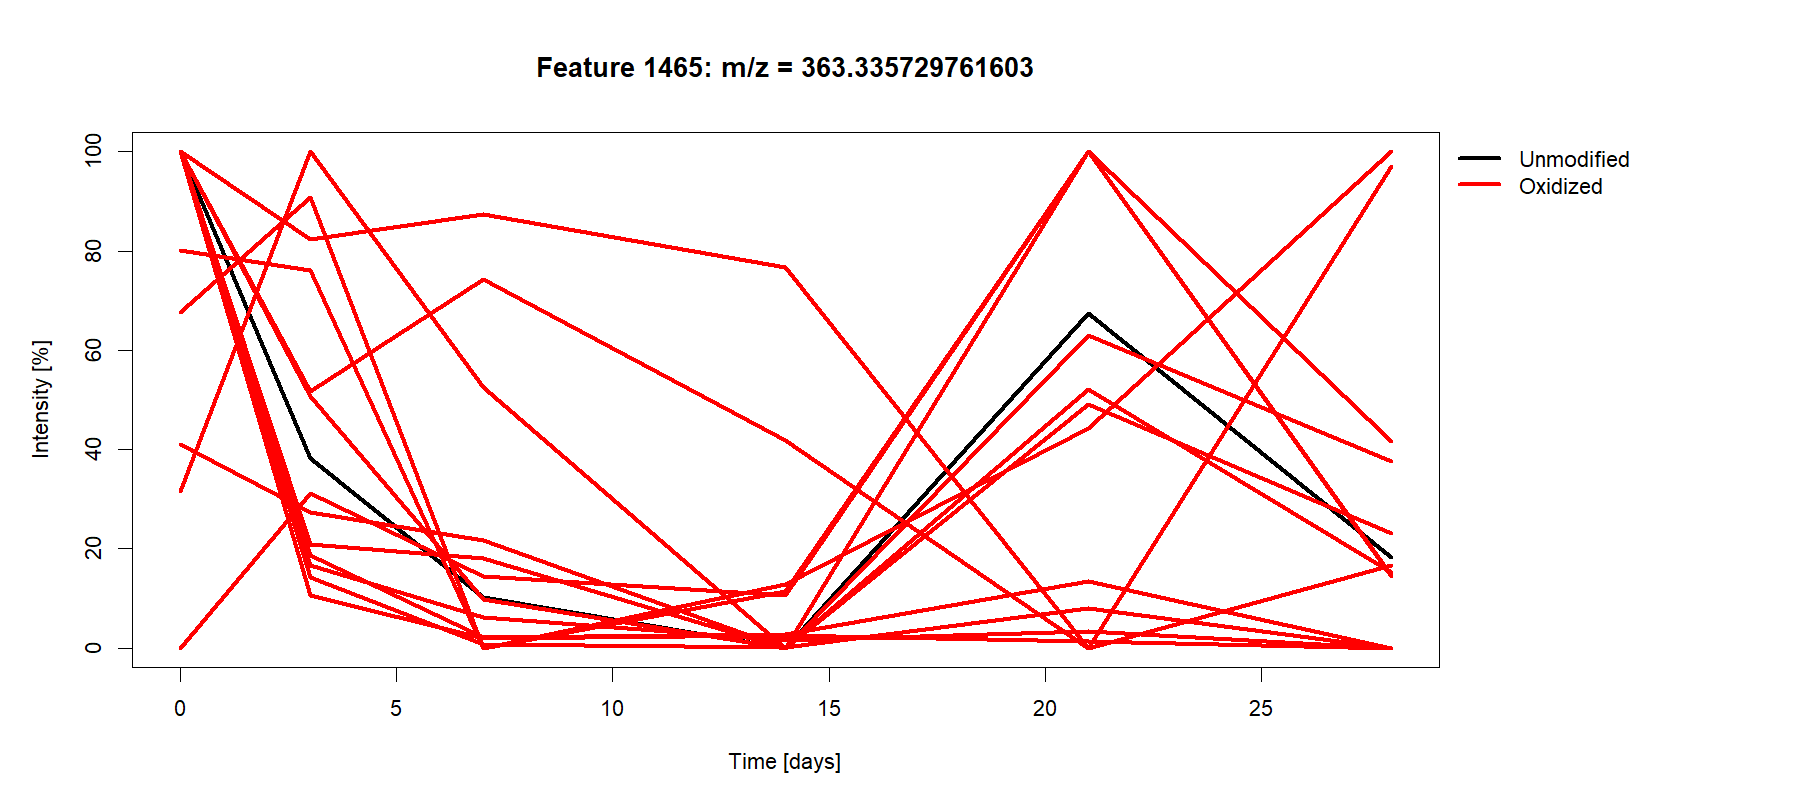 Feature 1465: m/z = 363.335729761603
100
80
60
40
20
0
Intensity [%]
0 5 10 15 20 25
Time [days]
Unmodified
Oxidized